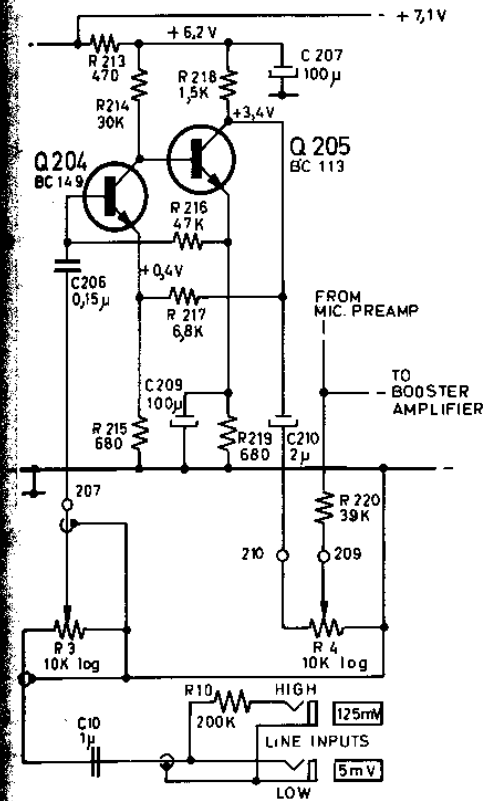 + 7,1V
+ 6,2V
R 213
470
C 207
100µ
R 218
1,5K
R214
30K
+3,4V
Q 204
BC 149
Q 205
BC 113
R 216
47K
C206
0,15µ
+ 0,4V
R 217
6,8K
FROM
MIC. PREAMP
TO
BOOSTER
AMPLIFIER
C 209
100µ
R 215
680
R219
680
C210
2µ
207
R 220
39K
210
209
R 3
10K log
R 4
10K log
R10
200K
HIGH
125mV
C10
1µ
LINE INPUTS
5mV
LOW